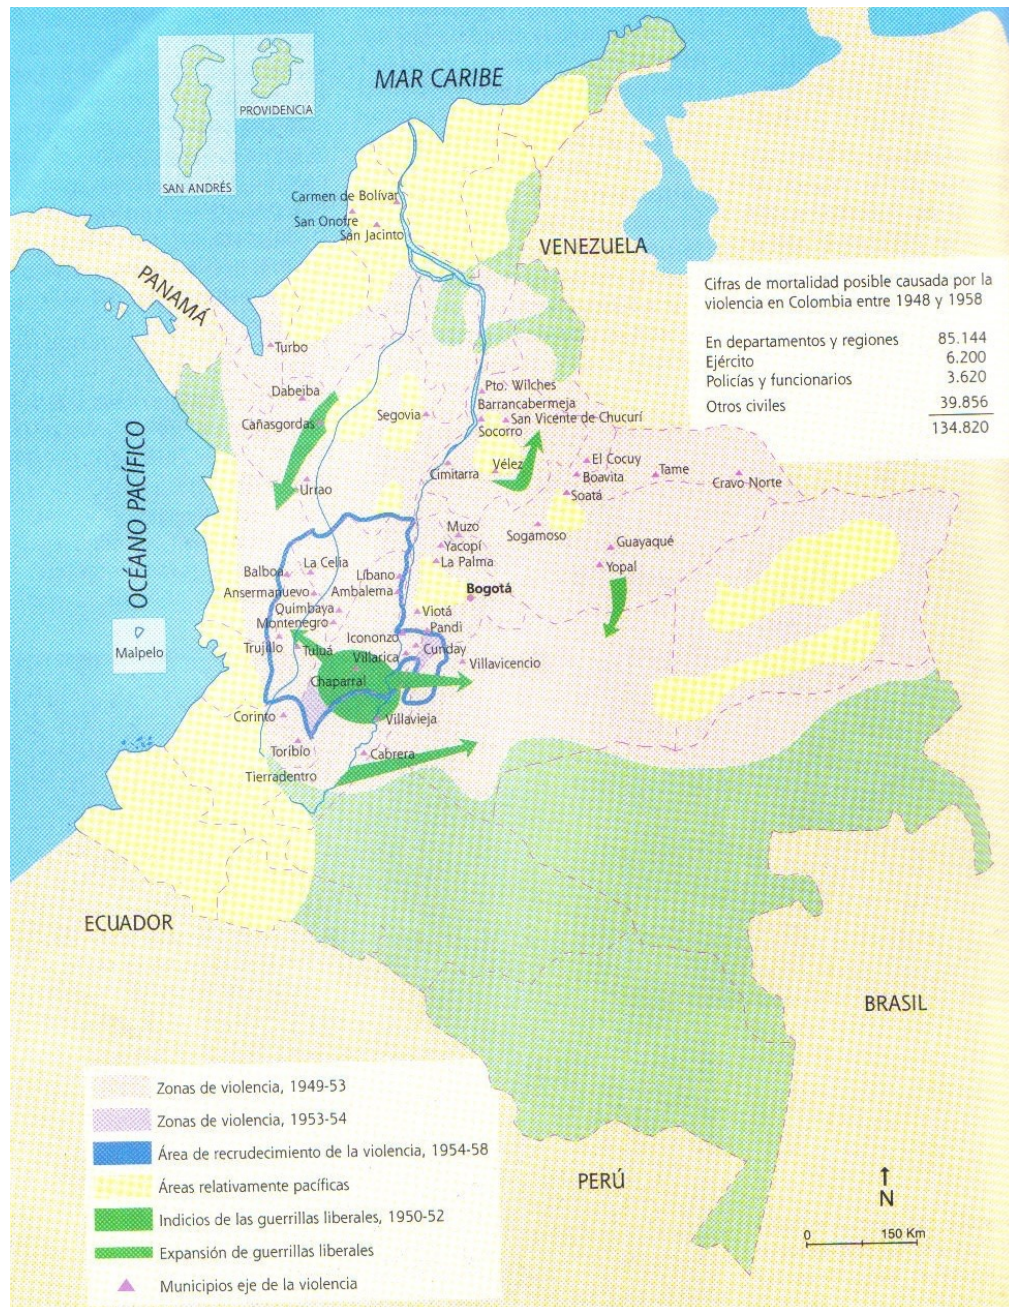 MAR CARIBE
PROVIDENCIA
SAN ANDRÉS
Carmen de Bolívar
San Onofre
San Jacinto
VENEZUELA
PANAMÁ
Cifras de mortalidad posible causada por la
violencia en Colombia entre 1948 y 1958
En departamentos y regiones 85.144
Ejército 6.200
Policías y funcionarios 3.620
Otros civiles 39.856
134.820
Turbo
Dabejba
Cañasgordas
Segovia
Pto. Wilches
Barrancabermeja
San Vicente de Chucurí
Socorro
OCÉANO PACÍFICO
Urrao
Cimitarra
Vélez
El Cocuy
Boavita
Tame
Cravo Norte
Soatá
Muzo
Sogamoso
Yacopí
Guayaqué
La Palma
Yopal
Balboa
La Celia
Líbano
Ansermanuevo
Ambalema
Bogotá
Quimbaya
Montenegro
Viotá
Pandi
Icononzo
Trujillo
Tuluá
Cunday
Villarica
Villavicencio
Malpelo
Chaparral
Corinto
Villavieja
Toribío
Cabrera
Tierradentro
ECUADOR
BRASIL
PERÚ
Zonas de violencia, 1949-53
Zonas de violencia, 1953-54
Área de recrudecimiento de la violencia, 1954-58
Áreas relativamente pacíficas
Indicios de las guerrillas liberales, 1950-52
Expansión de guerrillas liberales
Municipios eje de la violencia
N
0 150 Km